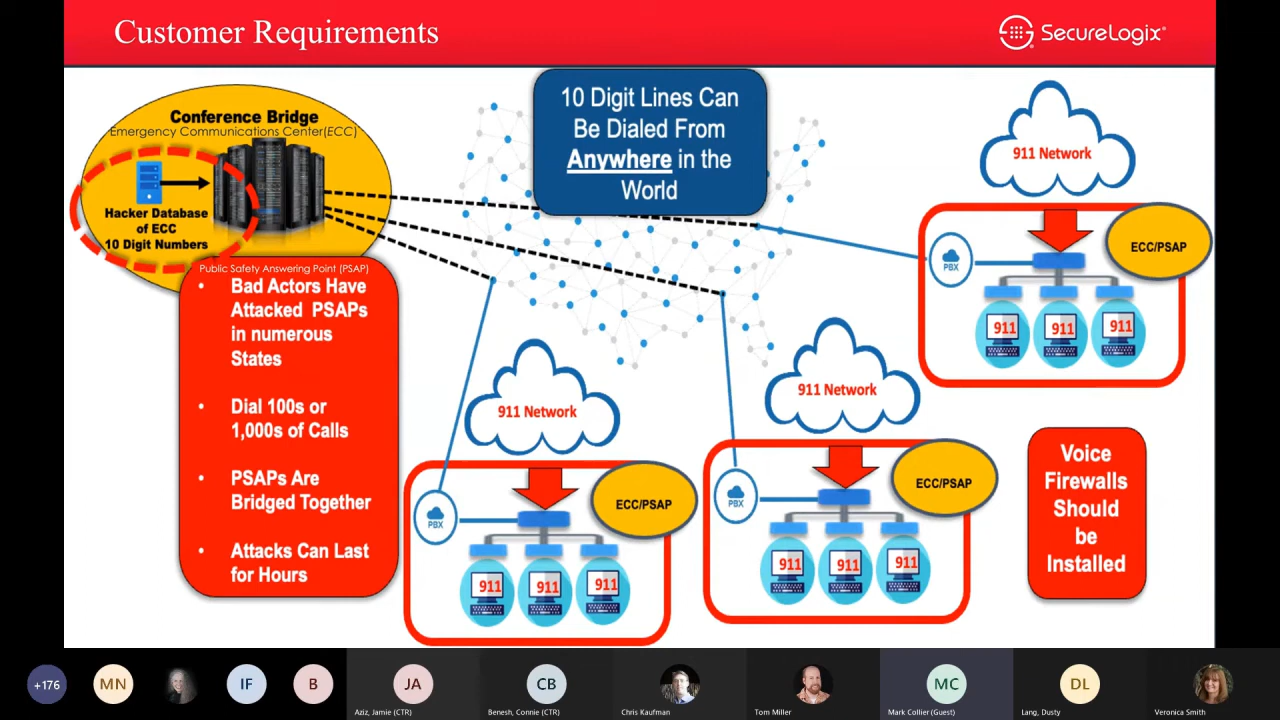 Customer Requirements
SecureLogix
10 Digit Lines Can
Be Dialed From
Anywhere in the
World
Conference Bridge
Emergency Communications Center(ECC)
Hacker Database
of ECC
10 Digit Numbers
Public Safety Answering Point (PSAP)
• Bad Actors Have
Attacked PSAPs
in numerous
States
• Dial 100s or
1,000s of Calls
• PSAPs Are
Bridged Together
• Attacks Can Last
for Hours
911 Network
ECC/PSAP
PBX
911
911
911
911 Network
ECC/PSAP
PBX
911
911
911
911 Network
ECC/PSAP
PBX
911
911
911
Voice
Firewalls
Should
be
Installed
+176
MN
IF
B
JA
Aziz, Jamie (CTR)
CB
Benesh, Connie (CTR)
Chris Kaufman
Tom Miller
MC
Mark Collier (Guest)
DL
Lang, Dusty
Veronica Smith